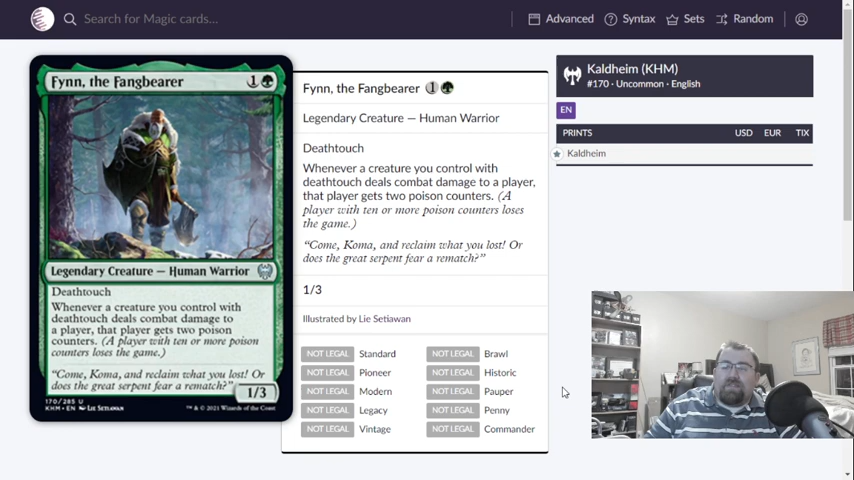 Search for Magic cards...
Advanced
Syntax
Sets
Random
Fynn, the Fangbearer 1
Legendary Creature — Human Warrior
Deathtouch
Whenever a creature you control with
deathtouch deals combat damage to
a player, that player gets two poison
counters. (A player with ten or more poison
counters loses the game.)
"Come, Koma, and reclaim what you lost! Or
does the great serpent fear a rematch?"
1/3
170/285 U
KHM • EN LIE SETIAWAN
™ & © 2021 Wizards of the Coast
Fynn, the Fangbearer 1
Legendary Creature — Human Warrior
Deathtouch
Whenever a creature you control with
deathtouch deals combat damage to a player,
that player gets two poison counters. (A
player with ten or more poison counters loses
the game.)
"Come, Koma, and reclaim what you lost! Or
does the great serpent fear a rematch?"
1/3
Illustrated by Lie Setiawan
NOT LEGAL Standard NOT LEGAL Brawl
NOT LEGAL Pioneer NOT LEGAL Historic
NOT LEGAL Modern NOT LEGAL Pauper
NOT LEGAL Legacy NOT LEGAL Penny
NOT LEGAL Vintage NOT LEGAL Commander
Kaldheim (KHM)
#170 · Uncommon · English
EN
PRINTS USD EUR TIX
Kaldheim